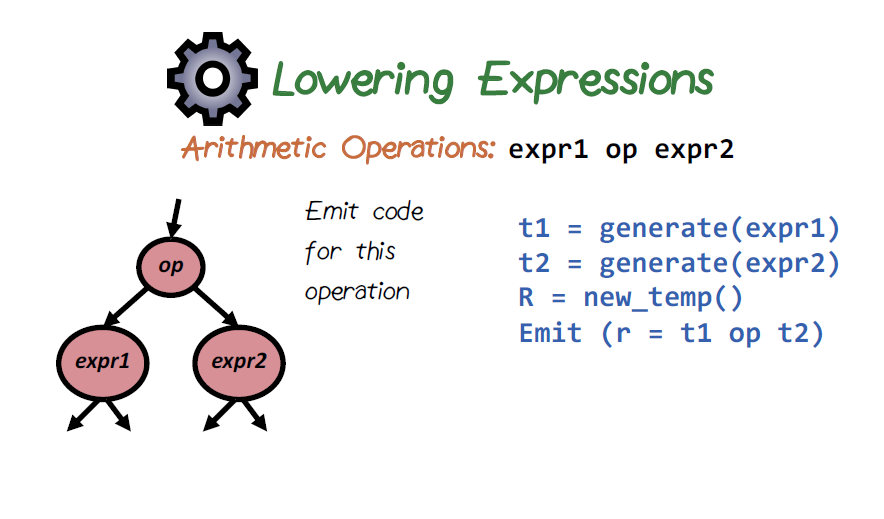 Lowering Expressions
Arithmetic Operations: expr1 op expr2
Emit code
for this
operation
t1 = generate(expr1)
t2 = generate(expr2)
R = new_temp()
Emit (r = t1 op t2)
op
expr1
expr2